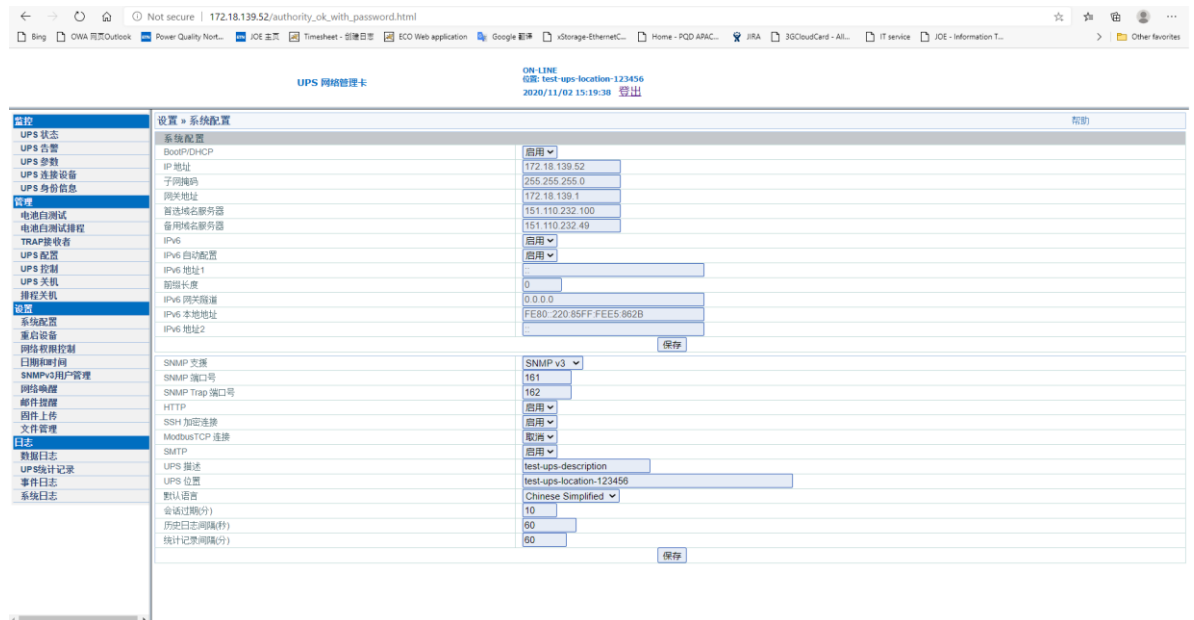 Not secure | 172.18.139.52/authority_ok_with_password.html
Bing OWA 网页Outlook Power Quality Nort... JOE 主页 Timesheet - 创建日志 ECO Web application Google 翻译 xStorage-EthernetC... Home - PQD APAC... JIRA 3GCloudCard - All... IT service JOE - Information T... Other favorites
UPS 网络管理卡
ON-LINE
位置: test-ups-location-123456
2020/11/02 15:19:38 登出
监控
UPS 状态
UPS 告警
UPS 参数
UPS 连接设备
UPS 身份信息
管理
电池自测试
电池自测试排程
TRAP接收者
UPS 配置
UPS 控制
UPS 关机
排程关机
设置
系统配置
重启设备
网络权限控制
日期和时间
SNMPv3用户管理
网络唤醒
邮件提醒
固件上传
文件管理
日志
数据日志
UPS统计记录
事件日志
系统日志
设置 » 系统配置 帮助
系统配置
BootP/DHCP 启用
IP 地址 172.18.139.52
子网掩码 255.255.255.0
网关地址 172.18.139.1
首选域名服务器 151.110.232.100
备用域名服务器 151.110.232.49
IPv6 启用
IPv6 自动配置 启用
IPv6 地址1 ::
前缀长度 0
IPv6 网关隧道 0.0.0.0
IPv6 本地地址 FE80::220:85FF:FEE5:862B
IPv6 地址2 ::
保存
SNMP 支援 SNMP v3
SNMP 端口号 161
SNMP Trap 端口号 162
HTTP 启用
SSH 加密连接 启用
ModbusTCP 连接 取消
SMTP 启用
UPS 描述 test-ups-description
UPS 位置 test-ups-location-123456
默认语言 Chinese Simplified
会话过期(分) 10
历史日志间隔(秒) 60
统计记录间隔(分) 60
保存